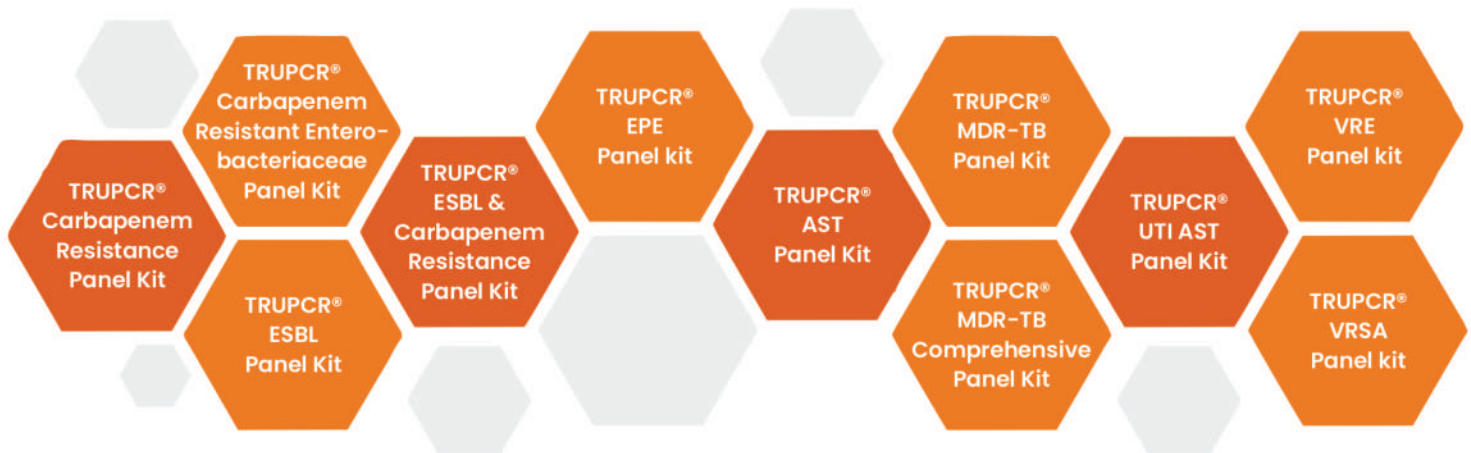 TRUPCR®
Carbapenem
Resistance
Panel Kit
TRUPCR®
Carbapenem
Resistant Entero-
bacteriaceae
Panel Kit
TRUPCR®
ESBL
Panel Kit
TRUPCR®
ESBL &
Carbapenem
Resistance
Panel Kit
TRUPCR®
EPE
Panel kit
TRUPCR®
AST
Panel Kit
TRUPCR®
MDR-TB
Panel Kit
TRUPCR®
MDR-TB
Comprehensive
Panel Kit
TRUPCR®
UTI AST
Panel Kit
TRUPCR®
VRE
Panel kit
TRUPCR®
VRSA
Panel kit